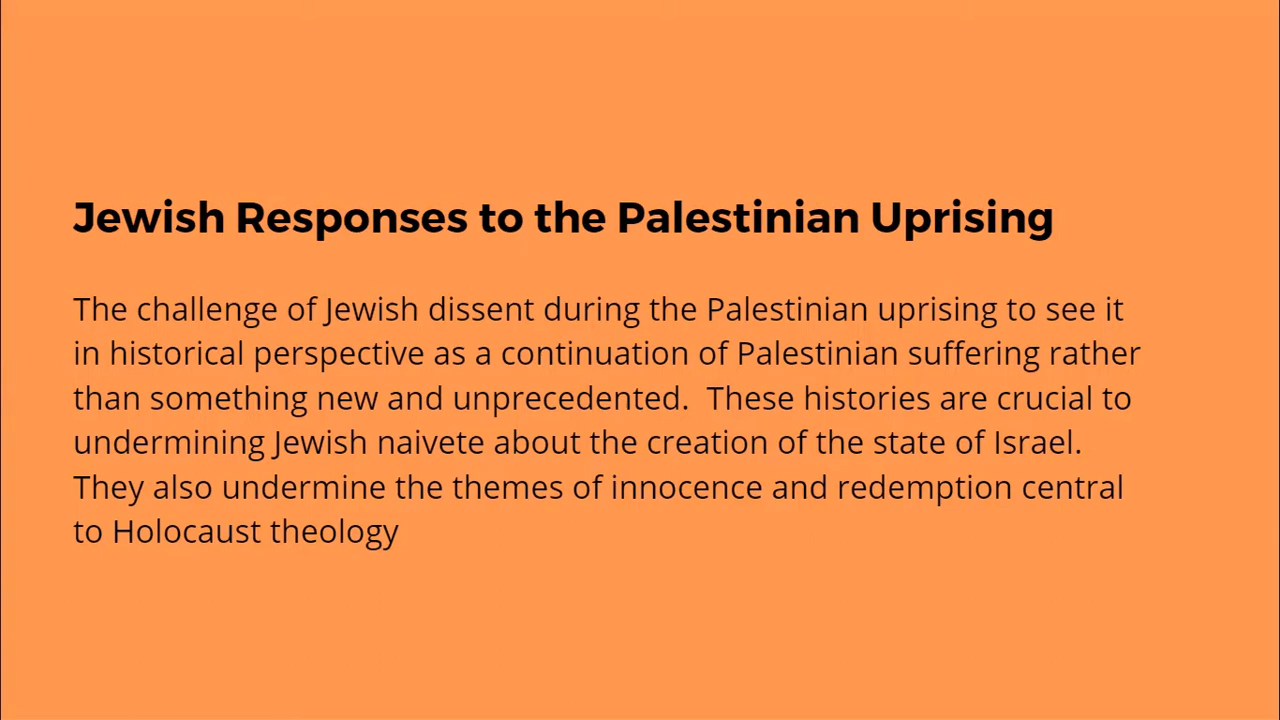 Jewish Responses to the Palestinian Uprising
The challenge of Jewish dissent during the Palestinian uprising to see it
in historical perspective as a continuation of Palestinian suffering rather
than something new and unprecedented.  These histories are crucial to
undermining Jewish naivete about the creation of the state of Israel.
They also undermine the themes of innocence and redemption central
to Holocaust theology